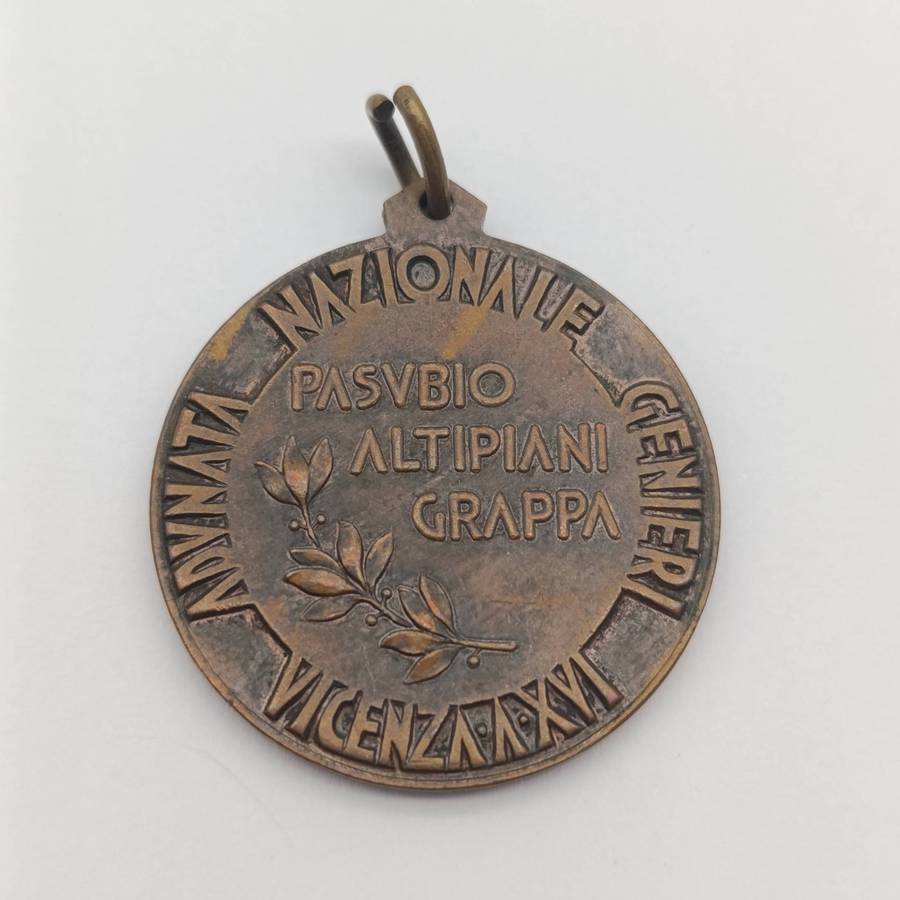 ADVNATA NAZIONALE GENIERI
PASVBIO
ALTIPIANI
GRAPPA
VICENZA·A·XVI